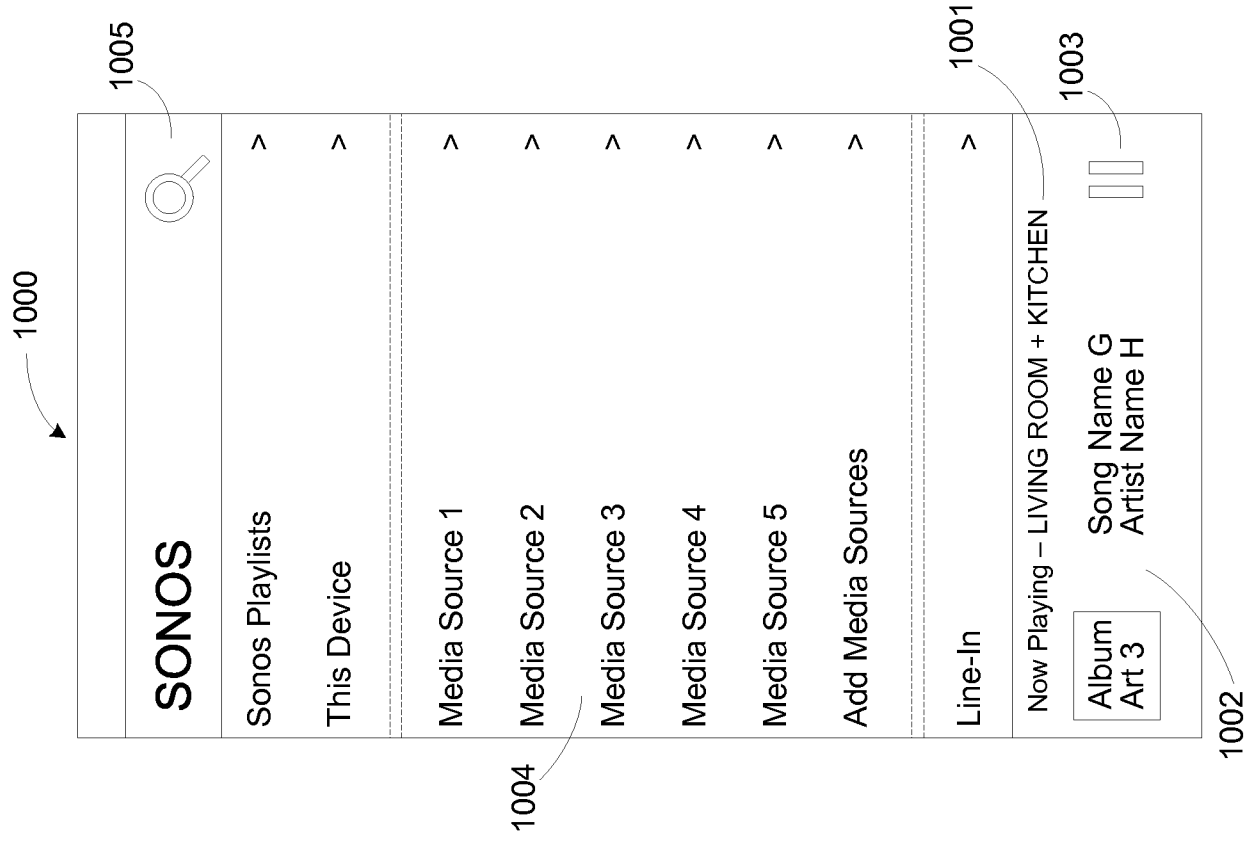 1000
1005
SONOS
Sonos Playlists >
This Device >
Media Source 1 >
Media Source 2 >
Media Source 3 >
Media Source 4 >
Media Source 5 >
Add Media Sources >
1004
Line-In >
Now Playing – LIVING ROOM + KITCHEN
1001
Album
Art 3
Song Name G
Artist Name H
1003
1002